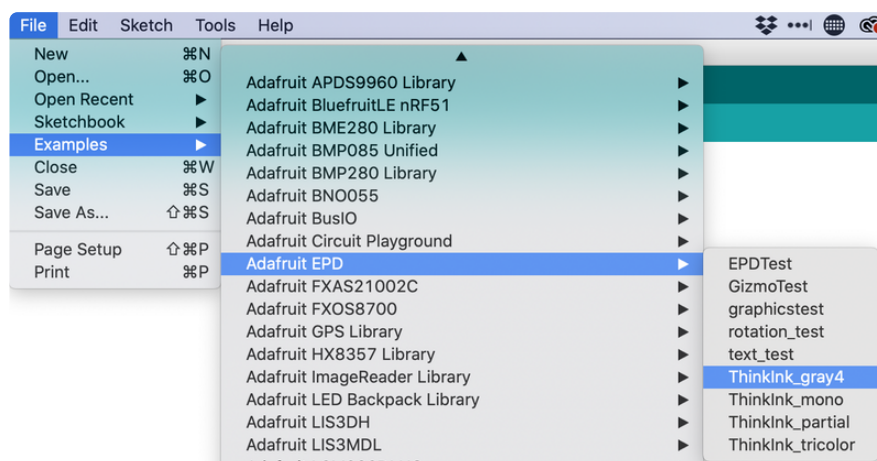 File Edit Sketch Tools Help
New ⌘N
Open... ⌘O
Open Recent ▶
Sketchbook ▶
Examples ▶
Close ⌘W
Save ⌘S
Save As... ⇧⌘S
Page Setup ⇧⌘P
Print ⌘P
Adafruit APDS9960 Library
Adafruit BluefruitLE nRF51
Adafruit BME280 Library
Adafruit BMP085 Unified
Adafruit BMP280 Library
Adafruit BNO055
Adafruit BusIO
Adafruit Circuit Playground
Adafruit EPD
Adafruit FXAS21002C
Adafruit FXOS8700
Adafruit GPS Library
Adafruit HX8357 Library
Adafruit ImageReader Library
Adafruit LED Backpack Library
Adafruit LIS3DH
Adafruit LIS3MDL
EPDTest
GizmoTest
graphicstest
rotation_test
text_test
ThinkInk_gray4
ThinkInk_mono
ThinkInk_partial
ThinkInk_tricolor